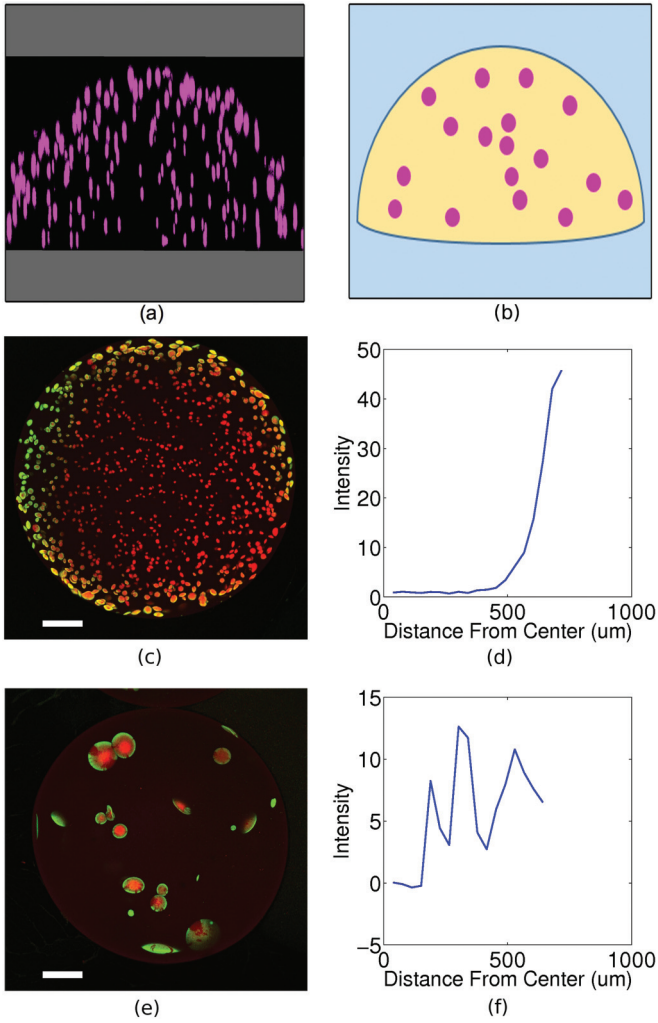 (a)
(b)
50
40
30
20
10
0
Intensity
0
500
1000
Distance From Center (um)
(c)
(d)
15
10
5
0
−5
Intensity
0
500
1000
Distance From Center (um)
(e)
(f)